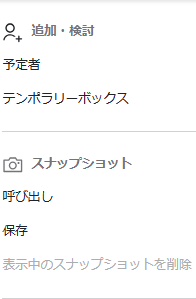 追加・検討
予定者
テンポラリーボックス
スナップショット
呼び出し
保存
表示中のスナップショットを削除